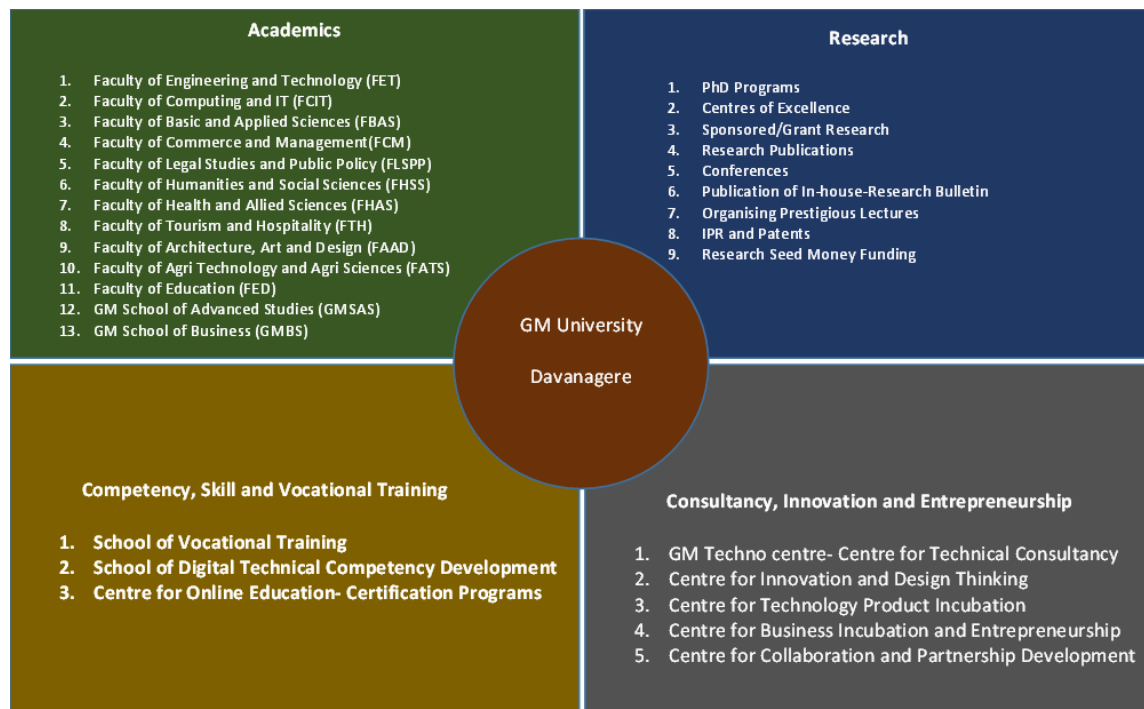 Academics
1. Faculty of Engineering and Technology (FET)
2. Faculty of Computing and IT (FCIT)
3. Faculty of Basic and Applied Sciences (FBAS)
4. Faculty of Commerce and Management(FCM)
5. Faculty of Legal Studies and Public Policy (FLSPP)
6. Faculty of Humanities and Social Sciences (FHSS)
7. Faculty of Health and Allied Sciences (FHAS)
8. Faculty of Tourism and Hospitality (FTH)
9. Faculty of Architecture, Art and Design (FAAD)
10. Faculty of Agri Technology and Agri Sciences (FATS)
11. Faculty of Education (FED)
12. GM School of Advanced Studies (GMSAS)
13. GM School of Business (GMBS)
Research
1. PhD Programs
2. Centres of Excellence
3. Sponsored/Grant Research
4. Research Publications
5. Conferences
6. Publication of In-house-Research Bulletin
7. Organising Prestigious Lectures
8. IPR and Patents
9. Research Seed Money Funding
GM University
Davanagere
Competency, Skill and Vocational Training
1. School of Vocational Training
2. School of Digital Technical Competency Development
3. Centre for Online Education- Certification Programs
Consultancy, Innovation and Entrepreneurship
1. GM Techno centre- Centre for Technical Consultancy
2. Centre for Innovation and Design Thinking
3. Centre for Technology Product Incubation
4. Centre for Business Incubation and Entrepreneurship
5. Centre for Collaboration and Partnership Development